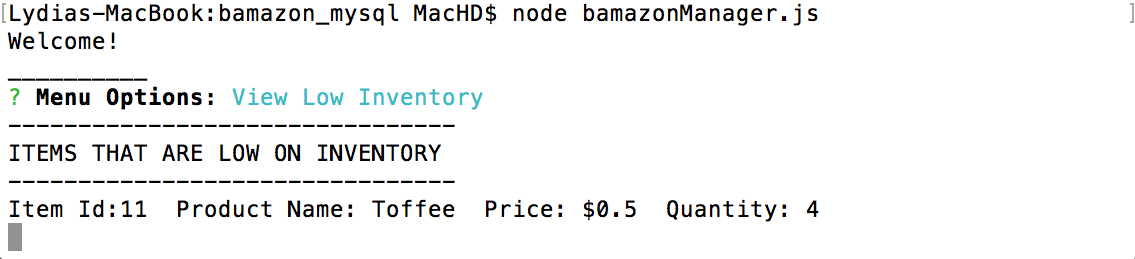 [Lydias-MacBook:bamazon_mysql MacHD$ node bamazonManager.js ]
Welcome!
__________
? Menu Options: View Low Inventory
--------------------------------
ITEMS THAT ARE LOW ON INVENTORY
--------------------------------
Item Id:11  Product Name: Toffee  Price: $0.5  Quantity: 4